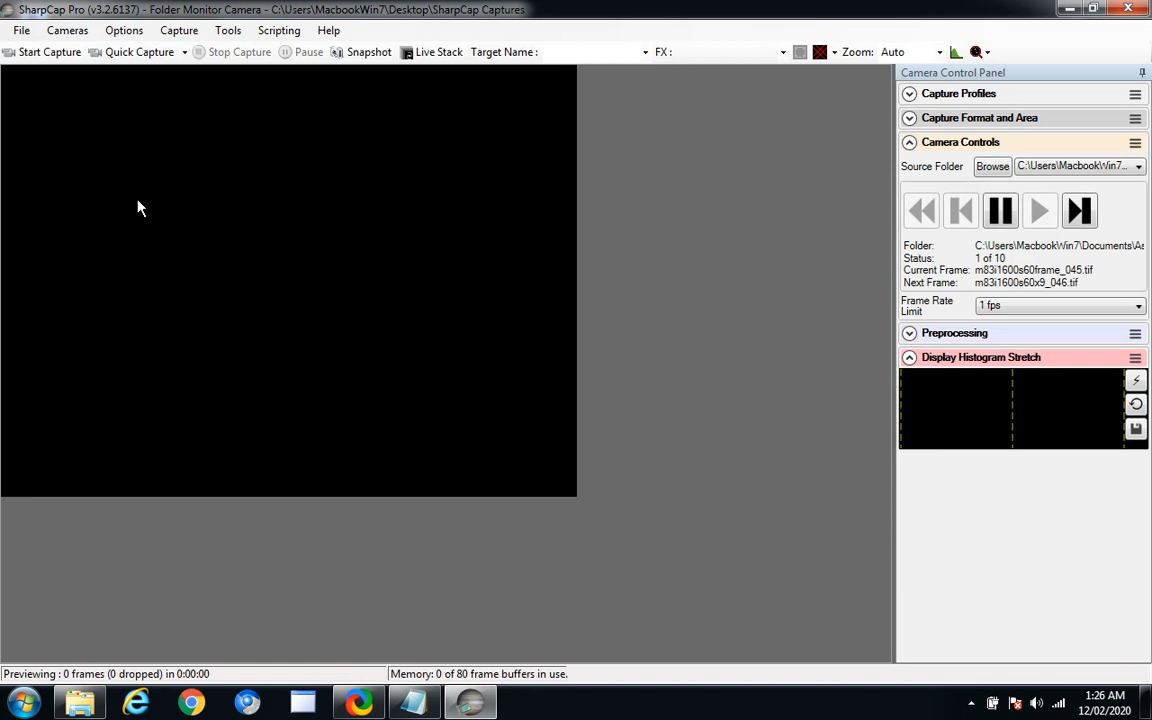 SharpCap Pro (v3.2.6137) - Folder Monitor Camera - C:\Users\MacbookWin7\Desktop\SharpCap Captures
File Cameras Options Capture Tools Scripting Help
Start Capture Quick Capture Stop Capture Pause Snapshot Live Stack Target Name : FX : Zoom: Auto
Camera Control Panel
Capture Profiles
Capture Format and Area
Camera Controls
Source Folder Browse C:\Users\MacbookWin7...
Folder: C:\Users\MacbookWin7\Documents\As
Status: 1 of 10
Current Frame: m83i1600s60frame_045.tif
Next Frame: m83i1600s60x9_046.tif
Frame Rate Limit 1 fps
Preprocessing
Display Histogram Stretch
Previewing : 0 frames (0 dropped) in 0:00:00 Memory: 0 of 80 frame buffers in use.
1:26 AM
12/02/2020